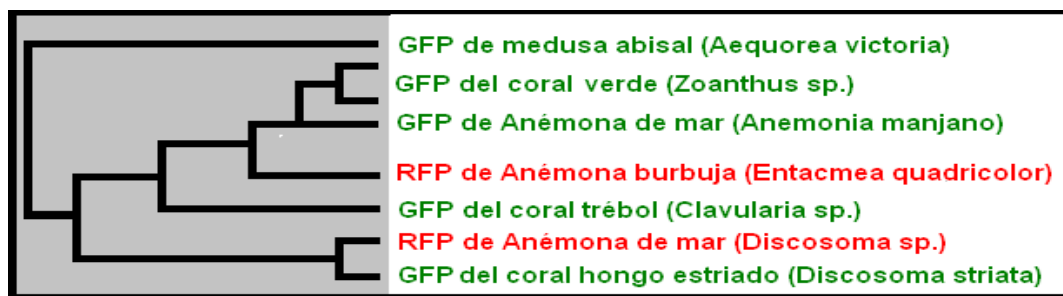 GFP de medusa abisal (Aequorea victoria)
GFP del coral verde (Zoanthus sp.)
GFP de Anémona de mar (Anemonia manjano)
RFP de Anémona burbuja (Entacmea quadricolor)
GFP del coral trébol (Clavularia sp.)
RFP de Anémona de mar (Discosoma sp.)
GFP del coral hongo estriado (Discosoma striata)